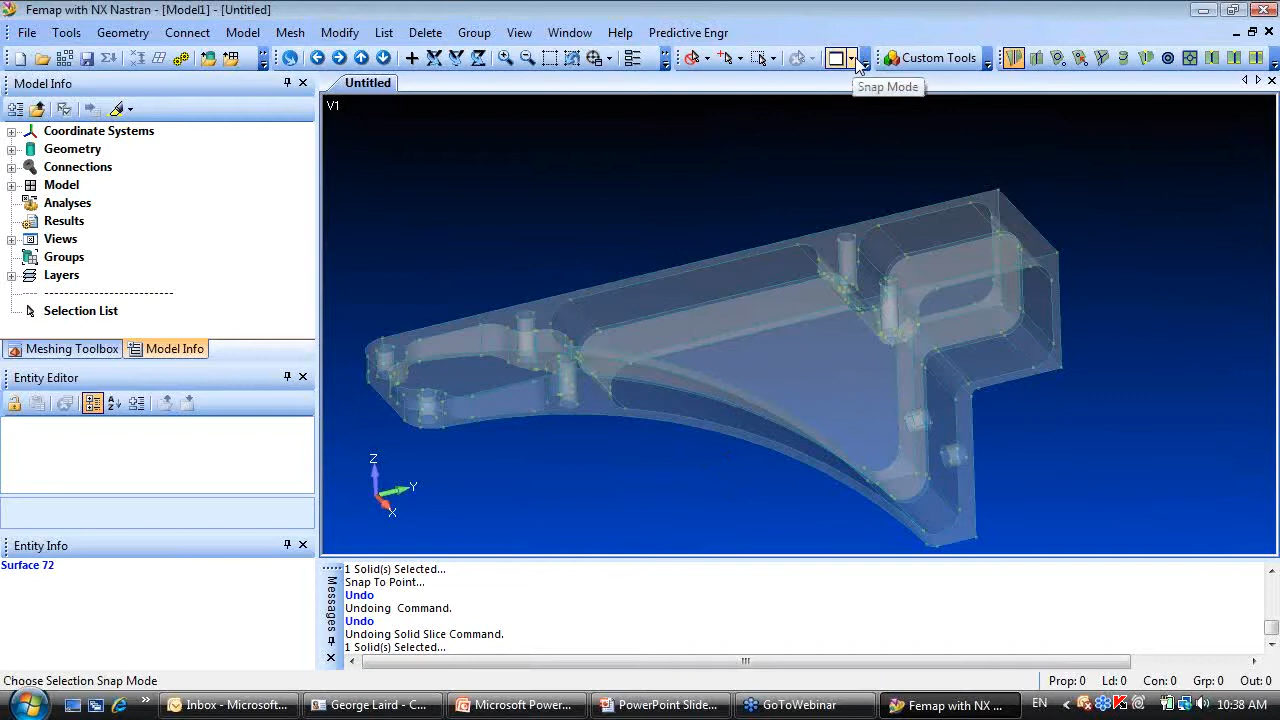 Femap with NX Nastran - [Model1] - [Untitled]
File Tools Geometry Connect Model Mesh Modify List Delete Group View Window Help Predictive Engr
Custom Tools
Snap Mode
Model Info
Untitled
V1
Coordinate Systems
Geometry
Connections
Model
Analyses
Results
Views
Groups
Layers
Selection List
Meshing Toolbox Model Info
Entity Editor
Z
Y
X
Entity Info
Surface 72
Messages
1 Solid(s) Selected...
Snap To Point...
Undo
Undoing Command.
Undo
Undoing Solid Slice Command.
1 Solid(s) Selected...
Choose Selection Snap Mode Prop: 0 Ld: 0 Con: 0 Grp: 0 Out: 0
Inbox - Microsoft... George Laird - C... Microsoft Power... PowerPoint Slide... GoToWebinar Femap with NX ... EN 10:38 AM